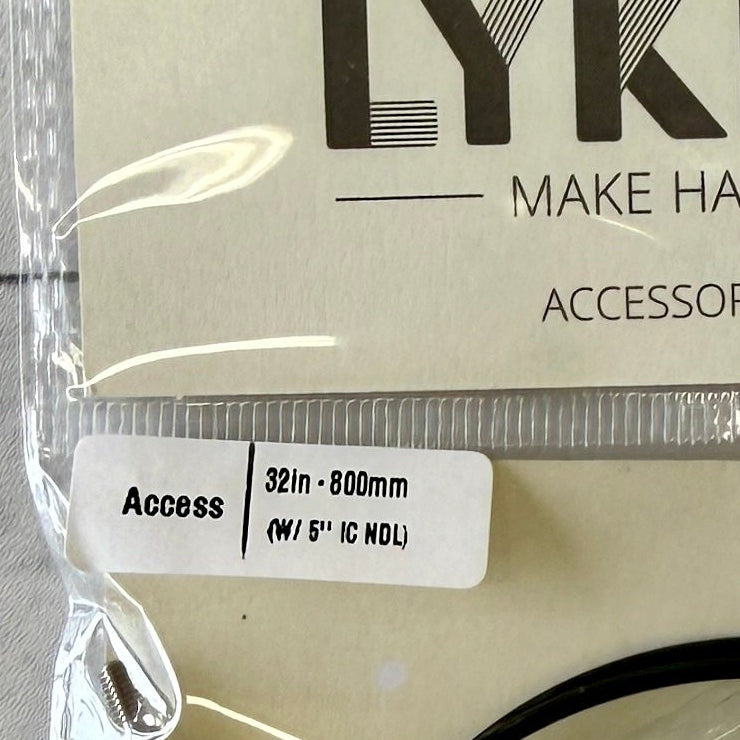 LYK
MAKE HA
ACCESSOR
Access
32in · 800mm
(W/ 5" IC NDL)